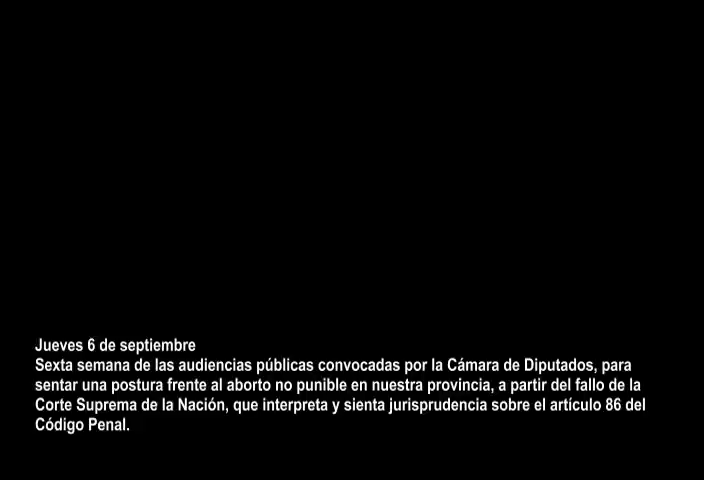 Jueves 6 de septiembre
Sexta semana de las audiencias públicas convocadas por la Cámara de Diputados, para
sentar una postura frente al aborto no punible en nuestra provincia, a partir del fallo de la
Corte Suprema de la Nación, que interpreta y sienta jurisprudencia sobre el artículo 86 del
Código Penal.